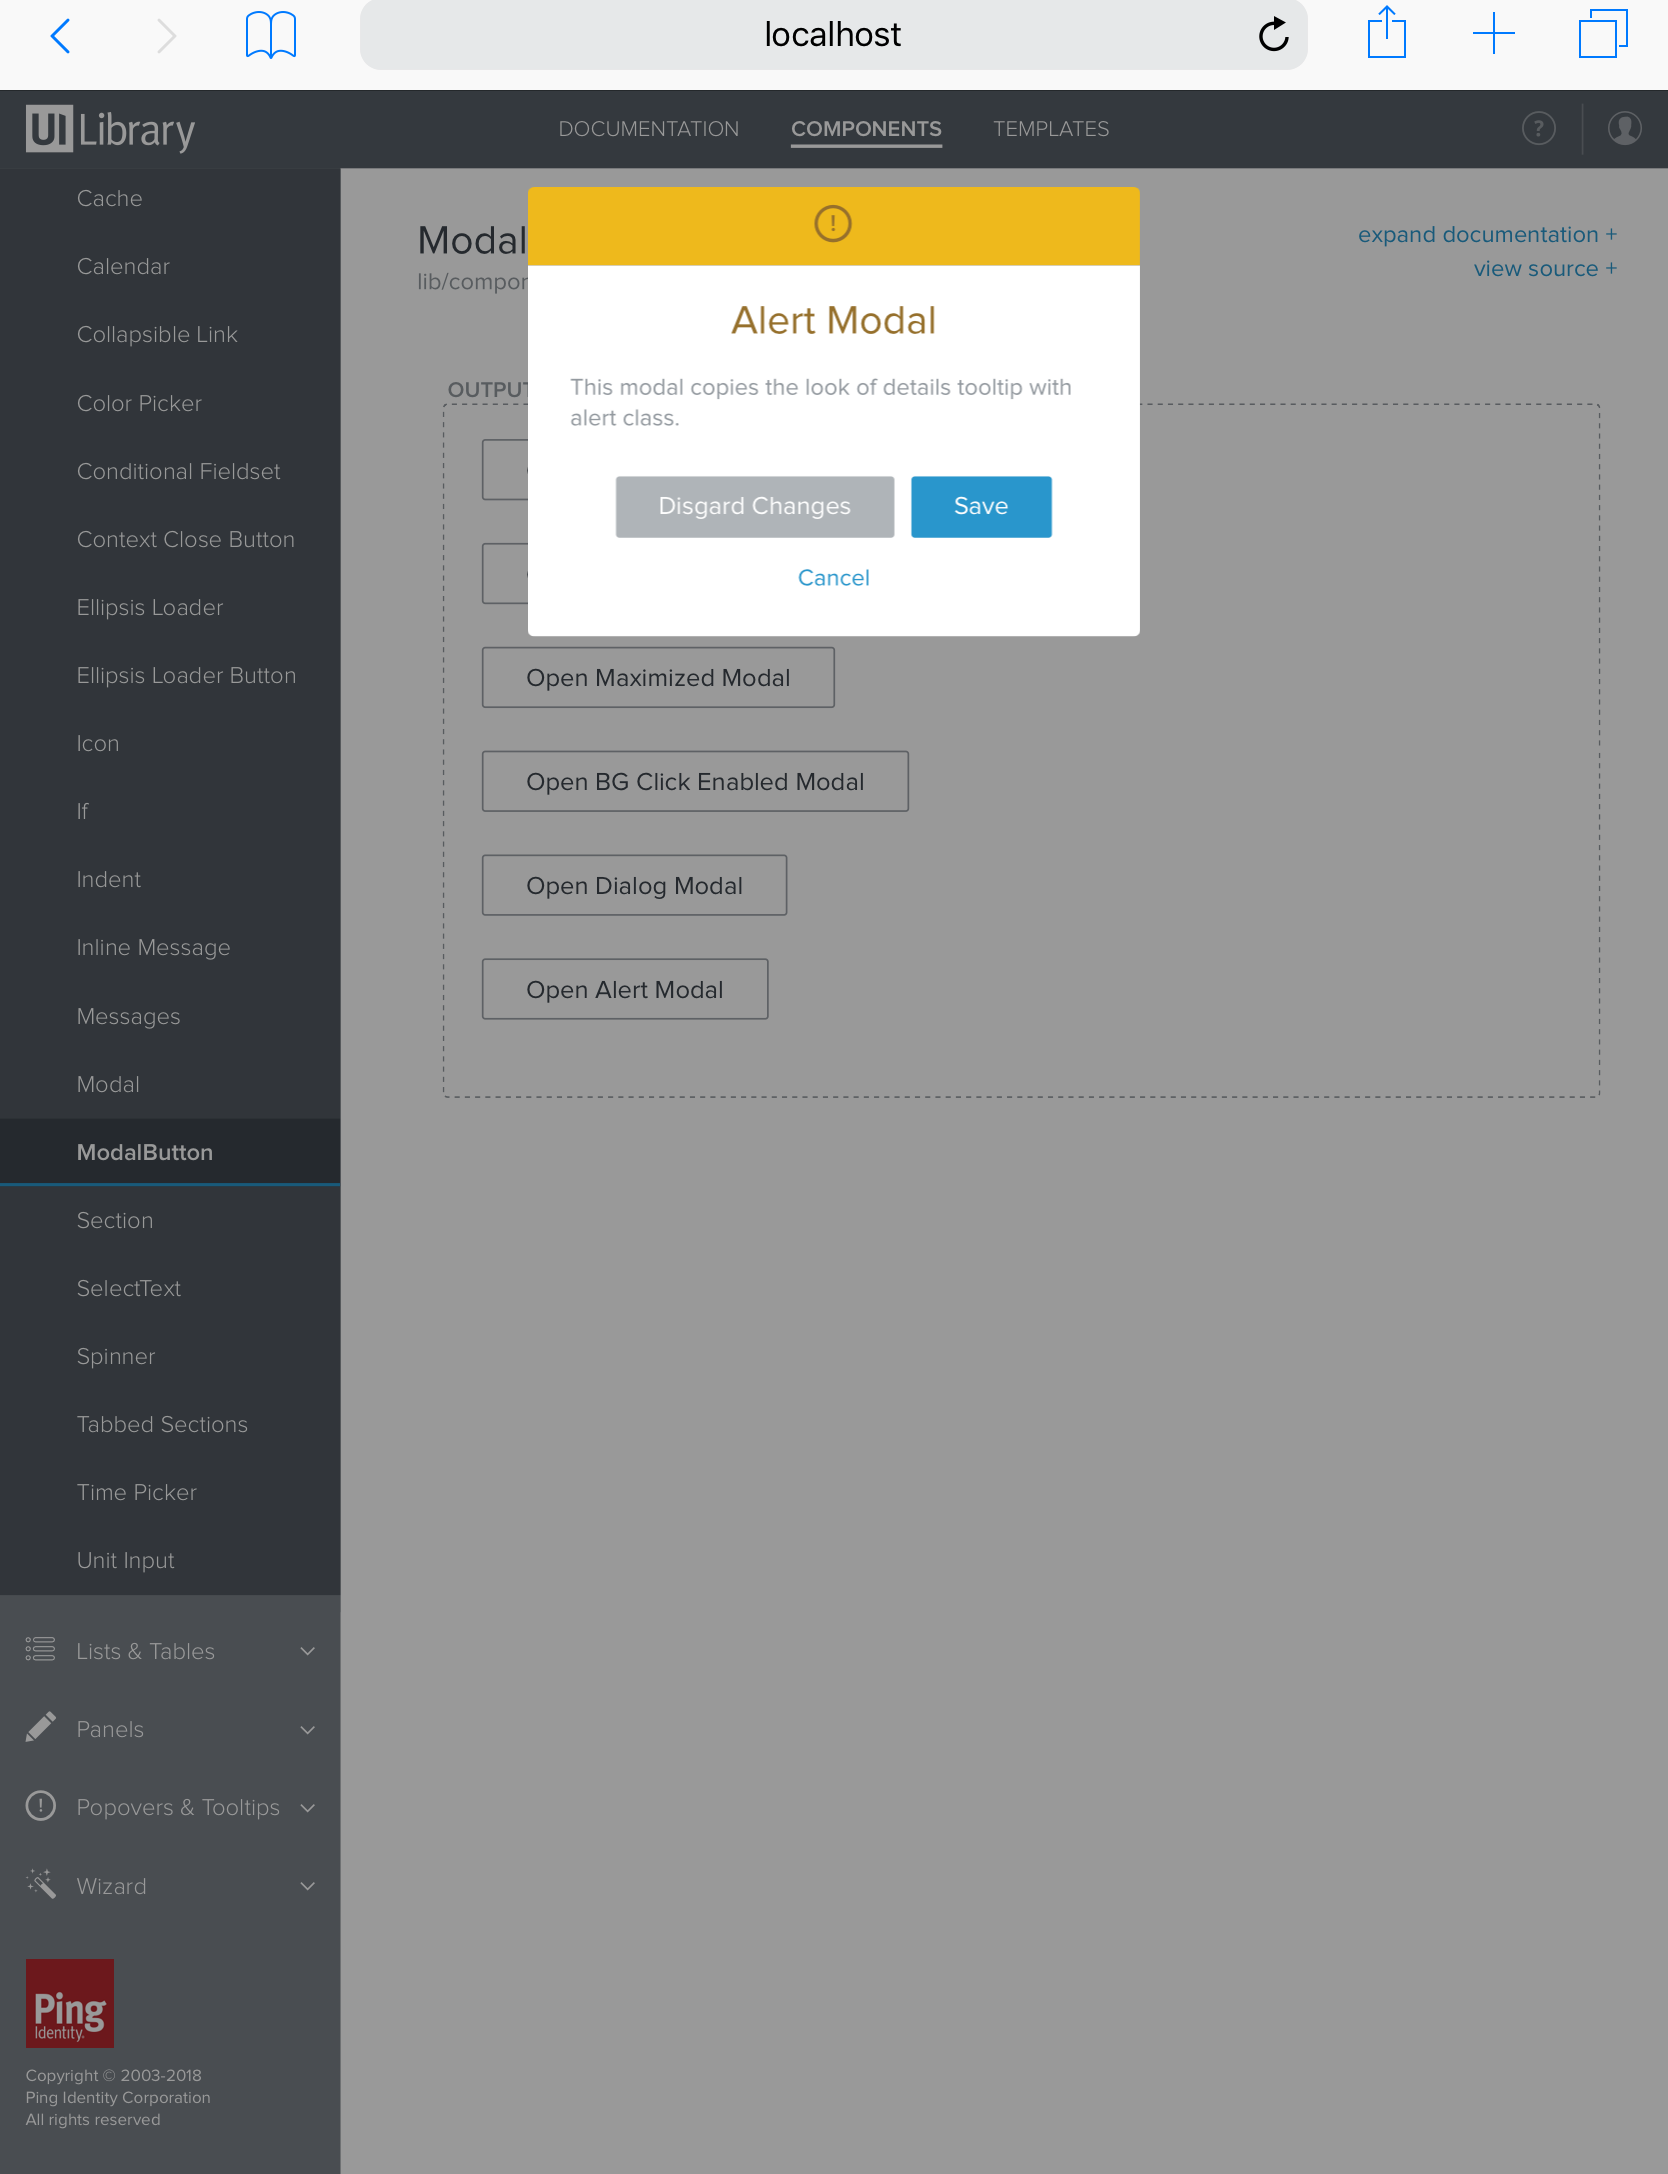 localhost
UI Library
DOCUMENTATION
COMPONENTS
TEMPLATES
?
Cache
Calendar
Collapsible Link
Color Picker
Conditional Fieldset
Context Close Button
Ellipsis Loader
Ellipsis Loader Button
Icon
If
Indent
Inline Message
Messages
Modal
ModalButton
Section
SelectText
Spinner
Tabbed Sections
Time Picker
Unit Input
Lists & Tables
Panels
Popovers & Tooltips
Wizard
Ping
Identity.
Copyright © 2003-2018
Ping Identity Corporation
All rights reserved
Modal
lib/compon
expand documentation +
view source +
OUTPUT
!
Alert Modal
This modal copies the look of details tooltip with
alert class.
Disgard Changes
Save
Cancel
Open Maximized Modal
Open BG Click Enabled Modal
Open Dialog Modal
Open Alert Modal